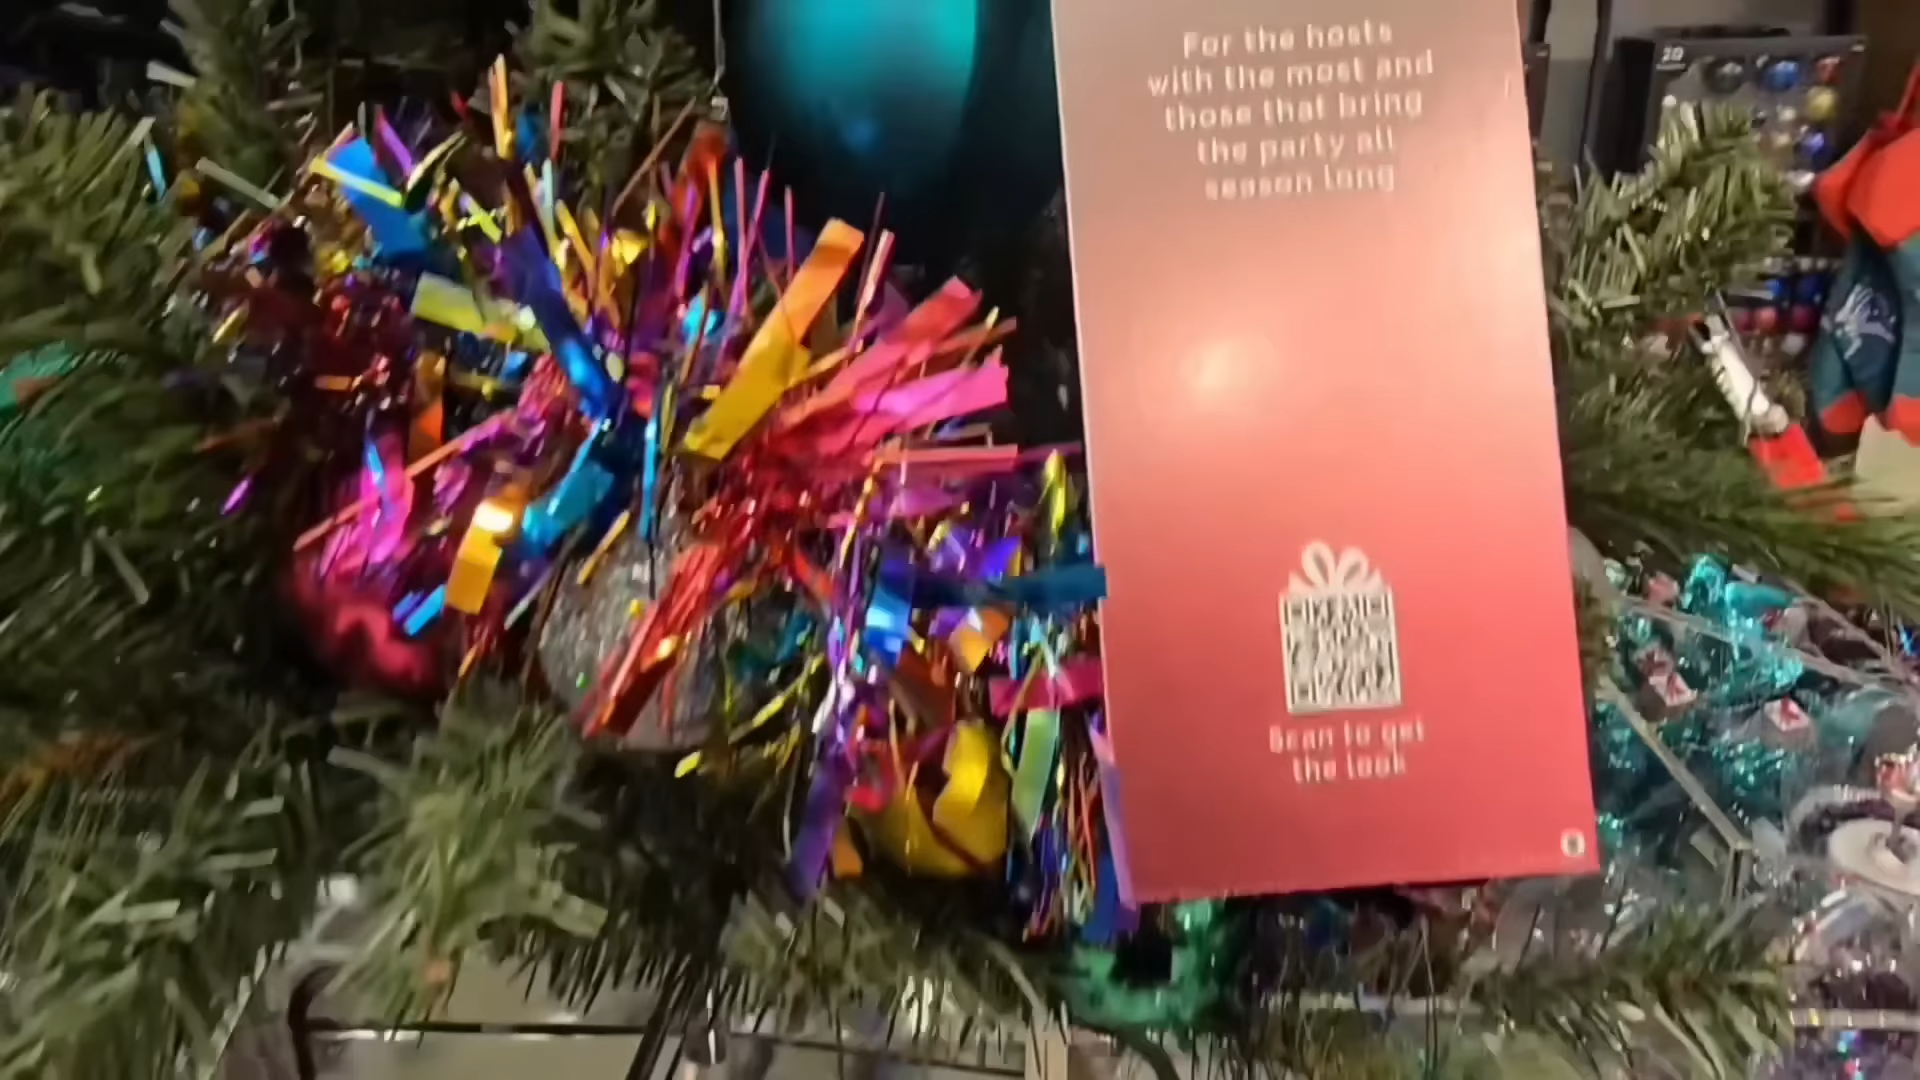 For the hosts
with the most and
those that bring
the party all
season long
20
Scan to get
the look